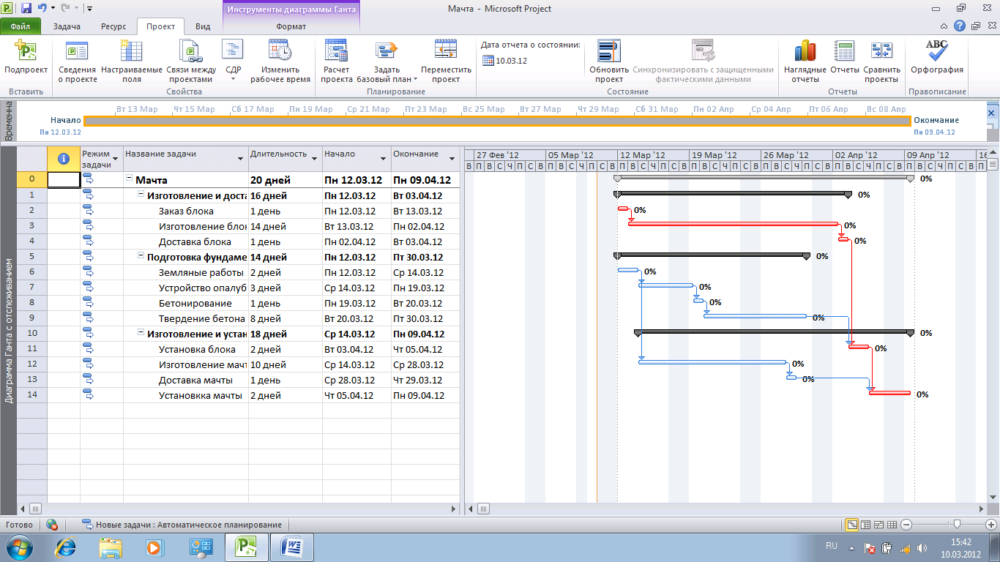 Инструменты диаграммы Ганта
Мачта - Microsoft Project
Файл Задача Ресурс Проект Вид Формат
Подпроект
Сведения о проекте
Настраиваемые поля
Связи между проектами
СДР
Изменить рабочее время
Расчет проекта
Задать базовый план
Переместить проект
Дата отчета о состоянии:
10.03.12
Обновить проект
Синхронизировать с защищенными фактическими данными
Наглядные отчеты
Отчеты
Сравнить проекты
ABC
Орфография
Вставить Свойства Планирование Состояние Отчеты Правописание
Временна
Вт 13 Мар Чт 15 Мар Сб 17 Мар Пн 19 Мар Ср 21 Мар Пт 23 Мар Вс 25 Мар Вт 27 Мар Чт 29 Мар Сб 31 Мар Пн 02 Апр Ср 04 Апр Пт 06 Апр Вс 08 Апр
Начало
Пн 12.03.12
Окончание
Пн 09.04.12
Диаграмма Ганта с отслеживанием
Режим задачи Название задачи Длительность Начало Окончание
27 Фев '12 05 Мар '12 12 Мар '12 19 Мар '12 26 Мар '12 02 Апр '12 09 Апр '12 16
В П В С Ч П С В П В С Ч П С В П В С Ч П С В П В С Ч П С В П В С Ч П С В П В С Ч П С В П В С Ч П С В П
0 Мачта 20 дней Пн 12.03.12 Пн 09.04.12 0%
1 Изготовление и доста 16 дней Пн 12.03.12 Вт 03.04.12 0%
2 Заказ блока 1 день Пн 12.03.12 Вт 13.03.12 0%
3 Изготовление блок 14 дней Вт 13.03.12 Пн 02.04.12 0%
4 Доставка блока 1 день Пн 02.04.12 Вт 03.04.12 0%
5 Подготовка фундаме 14 дней Пн 12.03.12 Пт 30.03.12 0%
6 Земляные работы 2 дней Пн 12.03.12 Ср 14.03.12 0%
7 Устройство опалуб 3 дней Ср 14.03.12 Пн 19.03.12 0%
8 Бетонирование 1 день Пн 19.03.12 Вт 20.03.12 0%
9 Твердение бетона 8 дней Вт 20.03.12 Пт 30.03.12 0%
10 Изготовление и устан 18 дней Ср 14.03.12 Пн 09.04.12 0%
11 Установка блока 2 дней Вт 03.04.12 Чт 05.04.12 0%
12 Изготовление мачт 10 дней Ср 14.03.12 Ср 28.03.12 0%
13 Доставка мачты 1 день Ср 28.03.12 Чт 29.03.12 0%
14 Установкка мачты 2 дней Чт 05.04.12 Пн 09.04.12 0%
Готово
Новые задачи : Автоматическое планирование
RU
15:42
10.03.2012